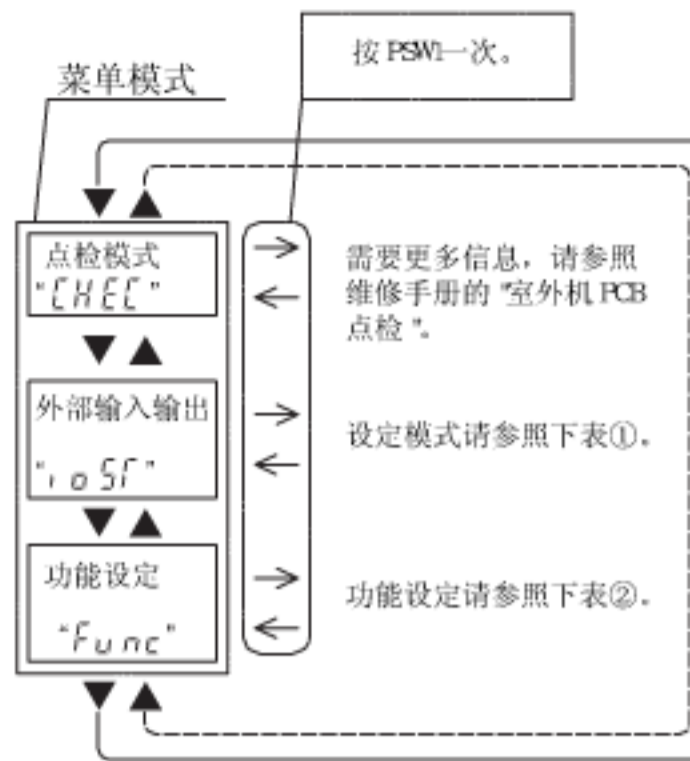 按 PSW1一次。
菜单模式
点检模式
"CHEC"
需要更多信息，请参照
维修手册的 "室外机 PCB
点检 "。
外部输入输出
"ioST"
设定模式请参照下表①。
功能设定
"Func"
功能设定请参照下表②。